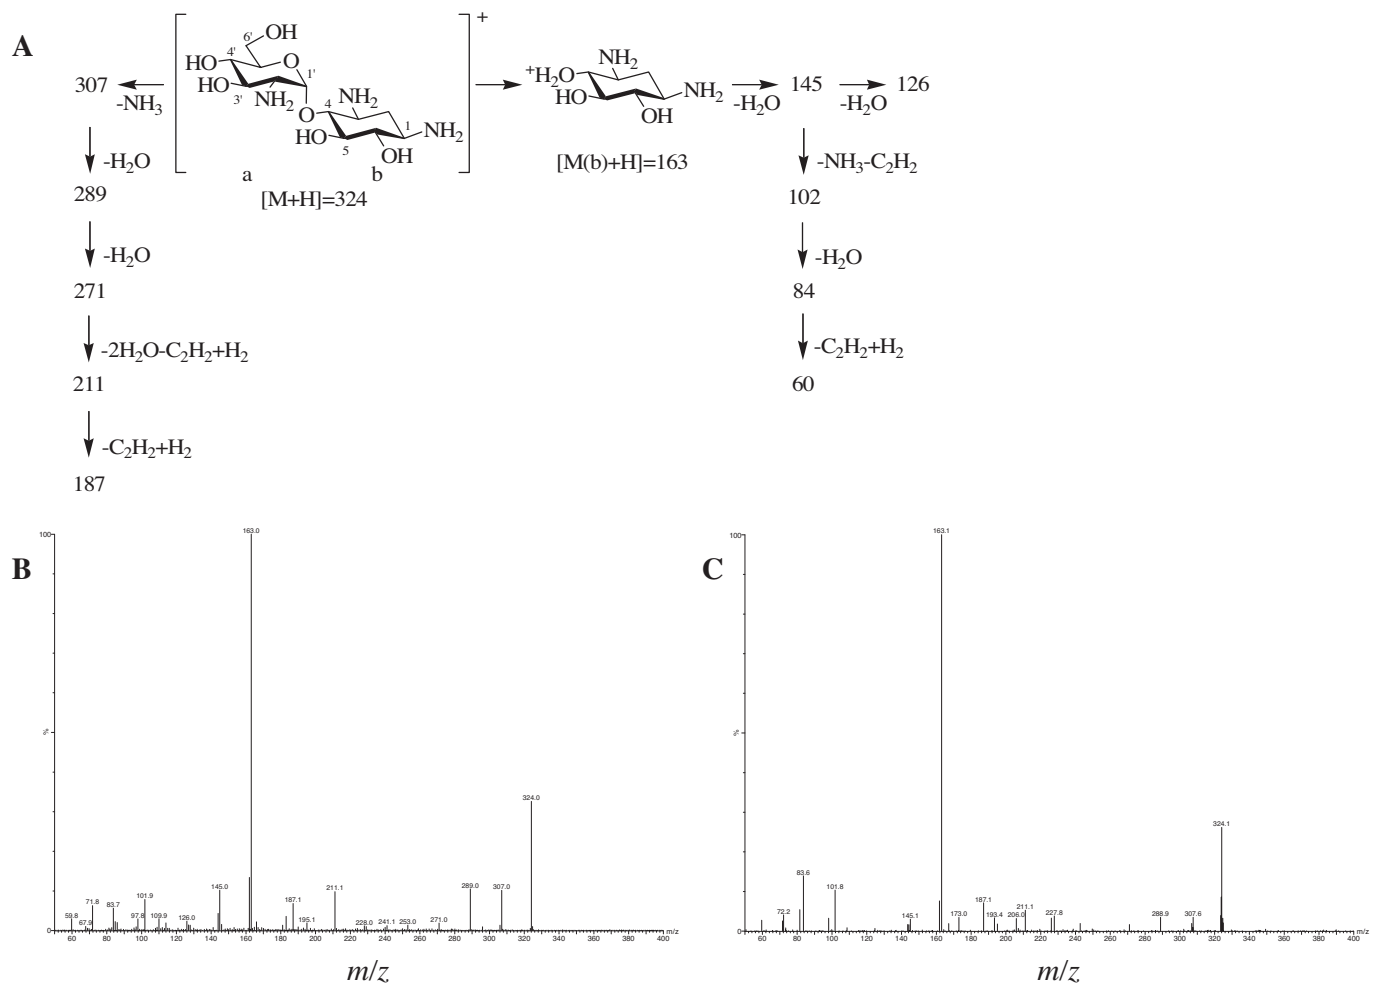 A
OH
6'
HO
4'
O
HO
3'
NH2
1'
O
4
NH2
HO
5
OH
1
NH2
a
b
+
[M+H]=324
307
-NH3
-H2O
289
-H2O
271
-2H2O-C2H2+H2
211
-C2H2+H2
187
+H2O
NH2
HO
OH
NH2
[M(b)+H]=163
-H2O
145
-H2O
126
-NH3-C2H2
102
-H2O
84
-C2H2+H2
60
B
100
%
0
163.0
324.0
289.0
307.0
271.0
253.0
241.1
228.0
211.1
195.1
187.1
145.0
126.0
109.9
101.9
97.8
83.7
71.8
67.9
59.8
60 80 100 120 140 160 180 200 220 240 260 280 300 320 340 360 380 400
m/z
m/z
C
100
%
0
163.1
324.1
307.6
288.9
227.8
211.1
206.0
193.4
187.1
173.0
145.1
101.8
83.6
72.2
60 80 100 120 140 160 180 200 220 240 260 280 300 320 340 360 380 400
m/z
m/z